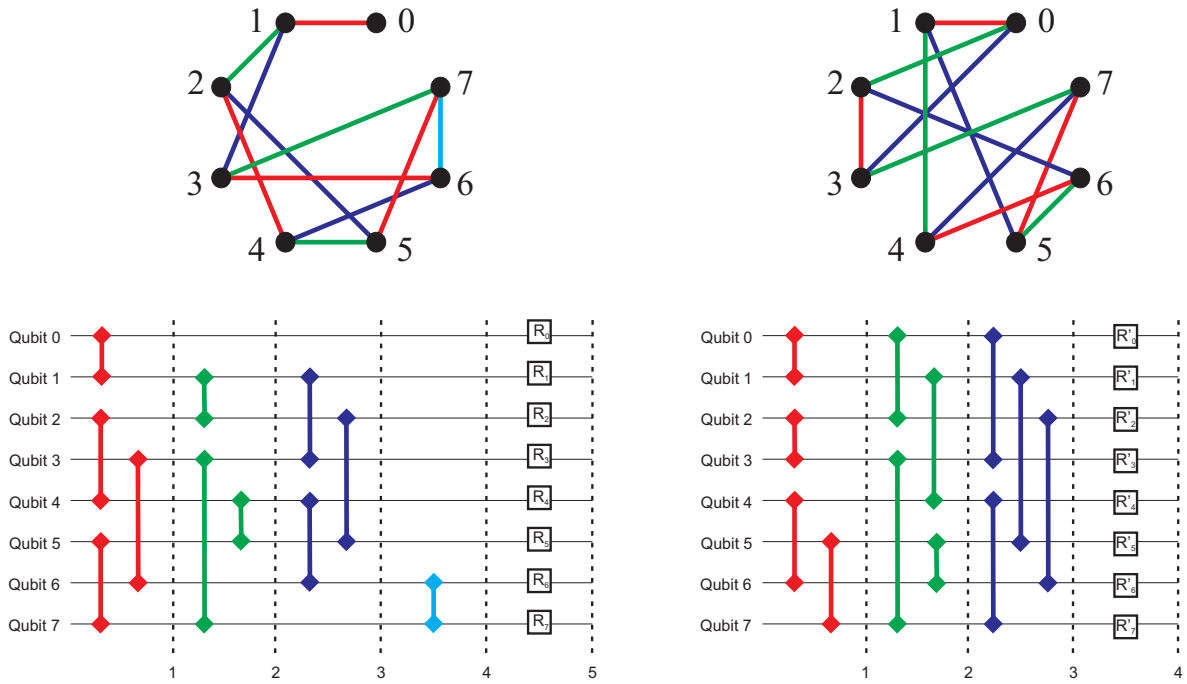 1 0
2 7
3 6
4 5
1 0
2 7
3 6
4 5
Qubit 0 R₀
Qubit 1 R₁
Qubit 2 R₂
Qubit 3 R₃
Qubit 4 R₄
Qubit 5 R₅
Qubit 6 R₆
Qubit 7 R₇
1 2 3 4 5
Qubit 0 R'₀
Qubit 1 R'₁
Qubit 2 R'₂
Qubit 3 R'₃
Qubit 4 R'₄
Qubit 5 R'₅
Qubit 6 R'₆
Qubit 7 R'₇
1 2 3 4